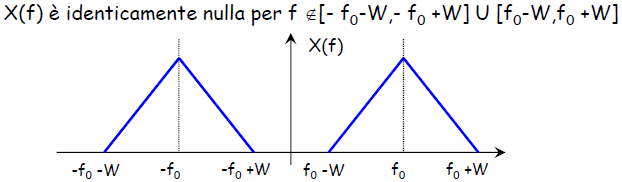 X(f) è identicamente nulla per f ∉[- f₀-W,- f₀ +W] U [f₀-W,f₀ +W]
X(f)
-f₀ -W -f₀ -f₀ +W f₀ -W f₀ f₀ +W